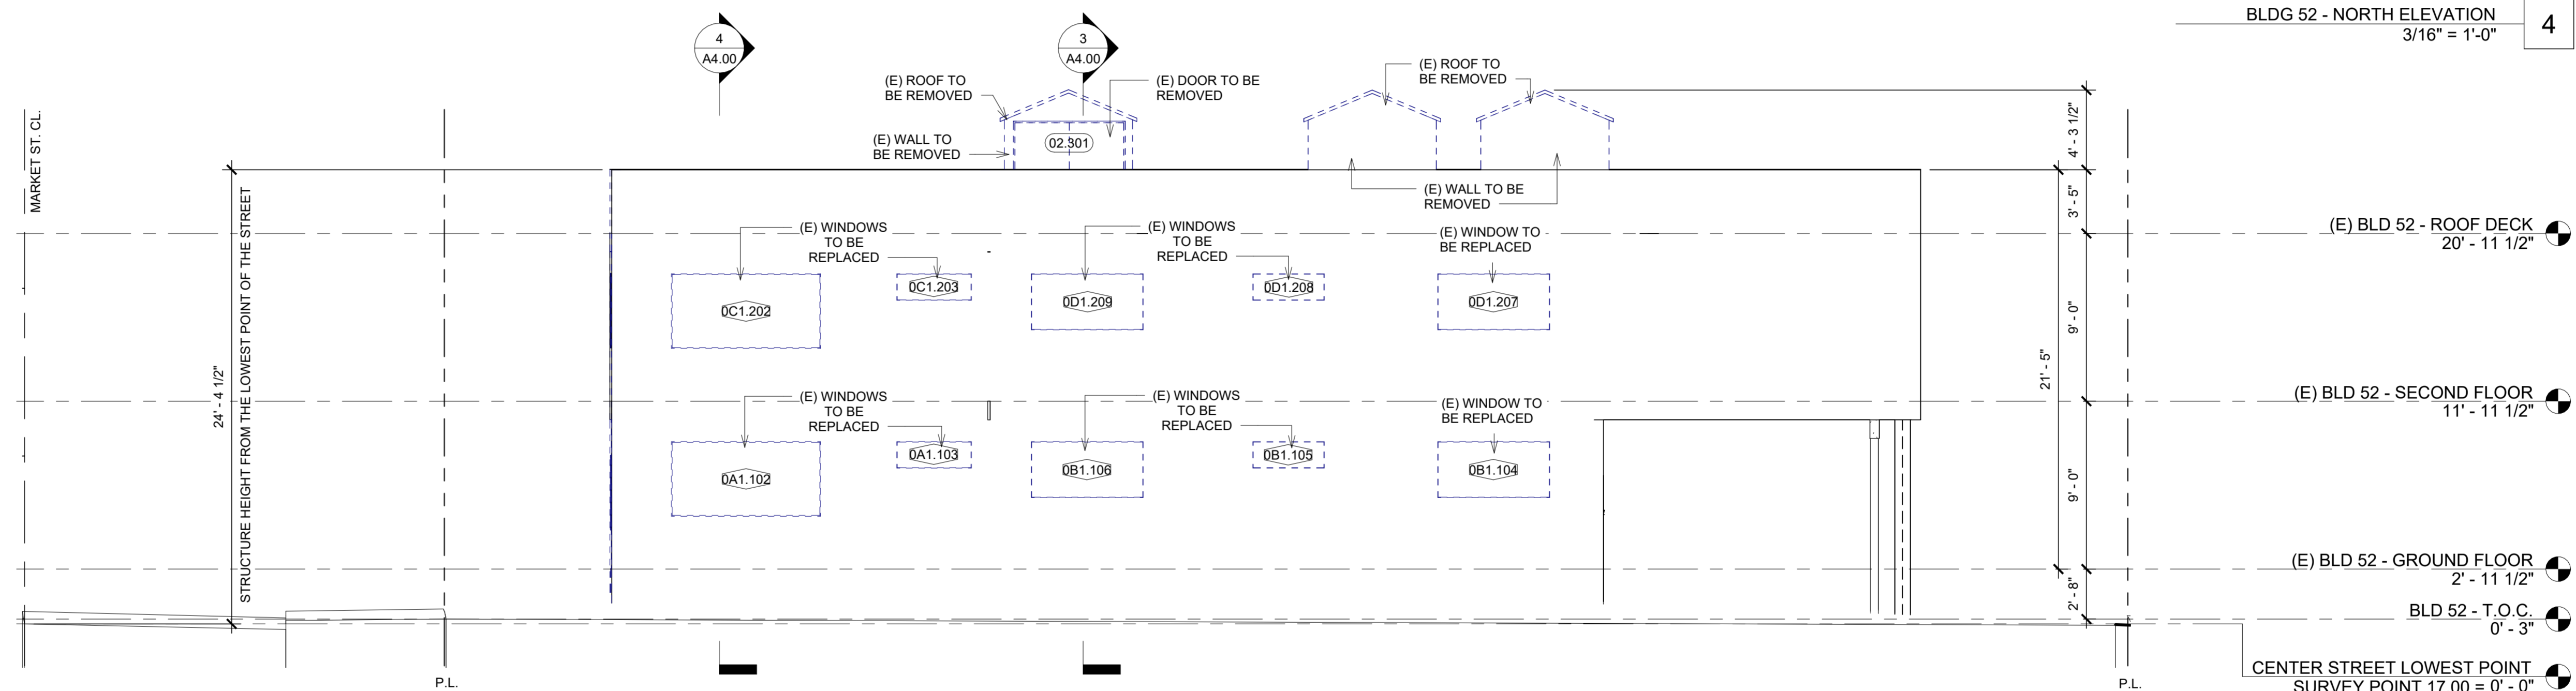 BLDG 52 - NORTH ELEVATION
3/16" = 1'-0"
4
4
A4.00
3
A4.00
(E) ROOF TO
BE REMOVED
(E) DOOR TO BE
REMOVED
(E) ROOF TO
BE REMOVED
(E) WALL TO
BE REMOVED
02.301
(E) WALL TO BE
REMOVED
MARKET ST. CL.
24' - 4 1/2"
STRUCTURE HEIGHT FROM THE LOWEST POINT OF THE STREET
(E) WINDOWS
TO BE
REPLACED
(E) WINDOWS
TO BE
REPLACED
(E) WINDOW TO
BE REPLACED
0C1.202
0C1.203
0D1.209
0D1.208
0D1.207
(E) WINDOWS
TO BE
REPLACED
(E) WINDOWS
TO BE
REPLACED
(E) WINDOW TO
BE REPLACED
0A1.102
0A1.103
0B1.106
0B1.105
0B1.104
4' - 3 1/2"
3' - 5"
9' - 0"
21' - 5"
9' - 0"
2' - 8"
(E) BLD 52 - ROOF DECK
20' - 11 1/2"
(E) BLD 52 - SECOND FLOOR
11' - 11 1/2"
(E) BLD 52 - GROUND FLOOR
2' - 11 1/2"
BLD 52 - T.O.C.
0' - 3"
CENTER STREET LOWEST POINT
SURVEY POINT 17.00 = 0' - 0"
P.L.
P.L.